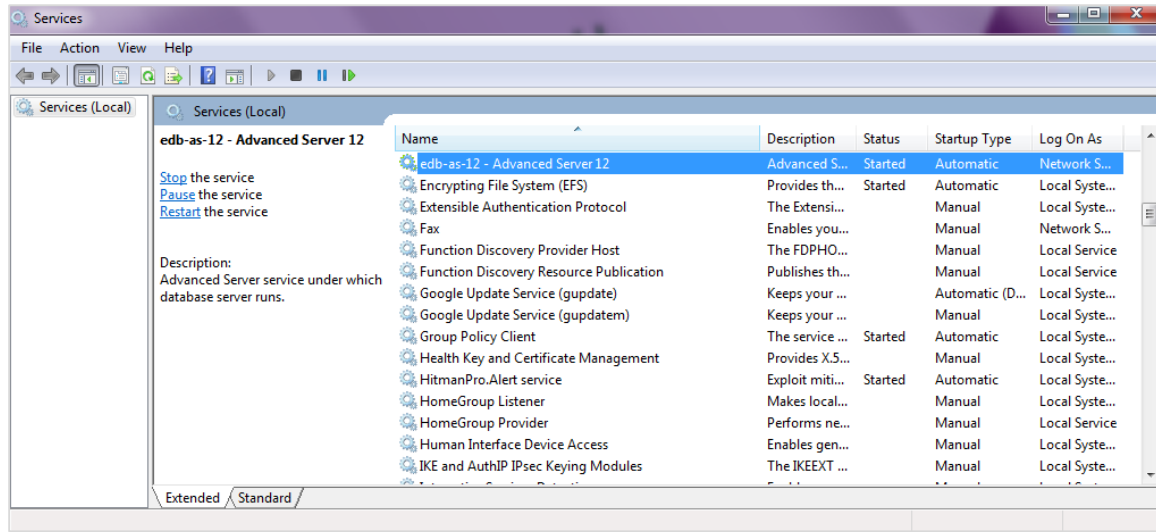 Services
File Action View Help
Services (Local)
Services (Local)
edb-as-12 - Advanced Server 12
Stop the service
Pause the service
Restart the service
Description:
Advanced Server service under which
database server runs.
Name Description Status Startup Type Log On As
edb-as-12 - Advanced Server 12 Advanced S... Started Automatic Network S...
Encrypting File System (EFS) Provides th... Started Automatic Local Syste...
Extensible Authentication Protocol The Extensi... Manual Local Syste...
Fax Enables you... Manual Network S...
Function Discovery Provider Host The FDPHO... Manual Local Service
Function Discovery Resource Publication Publishes th... Manual Local Service
Google Update Service (gupdate) Keeps your ... Automatic (D... Local Syste...
Google Update Service (gupdatem) Keeps your ... Manual Local Syste...
Group Policy Client The service ... Started Automatic Local Syste...
Health Key and Certificate Management Provides X.5... Manual Local Syste...
HitmanPro.Alert service Exploit miti... Started Automatic Local Syste...
HomeGroup Listener Makes local... Manual Local Syste...
HomeGroup Provider Performs ne... Manual Local Service
Human Interface Device Access Enables gen... Manual Local Syste...
IKE and AuthIP IPsec Keying Modules The IKEEXT ... Manual Local Syste...
Extended Standard